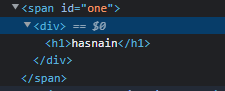 <span id="one">
<div> == $0
<h1>hasnain</h1>
</div>
</span>